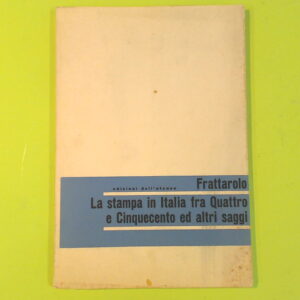 edizioni dell'ateneo
Frattarolo
La stampa in Italia fra Quattro
e Cinquecento ed altri saggi